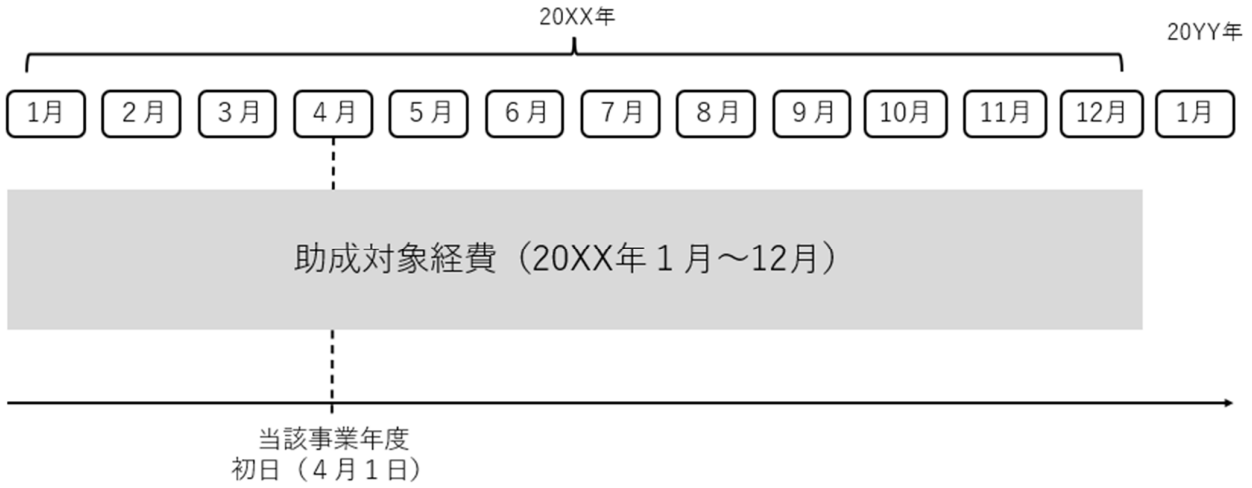 20XX年
20YY年
1月
2月
3月
4月
5月
6月
7月
8月
9月
10月
11月
12月
1月
助成対象経費（20XX年１月～12月）
当該事業年度
初日（４月１日）